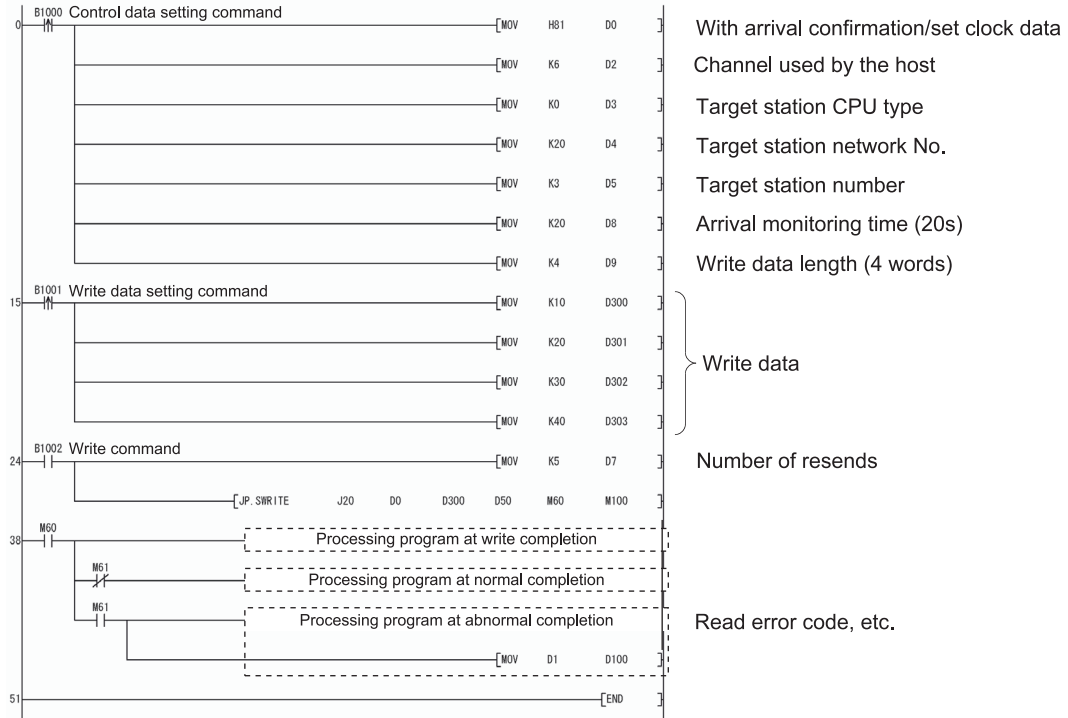 B1000 Control data setting command
0 [MOV H81 D0 ] With arrival confirmation/set clock data
[MOV K6 D2 ] Channel used by the host
[MOV K0 D3 ] Target station CPU type
[MOV K20 D4 ] Target station network No.
[MOV K3 D5 ] Target station number
[MOV K20 D8 ] Arrival monitoring time (20s)
[MOV K4 D9 ] Write data length (4 words)
B1001 Write data setting command
15 [MOV K10 D300 ]
[MOV K20 D301 ]
Write data
[MOV K30 D302 ]
[MOV K40 D303 ]
B1002 Write command
24 [MOV K5 D7 ] Number of resends
[JP.SWRITE J20 D0 D300 D50 M60 M100 ]
M60
38 Processing program at write completion
M61
Processing program at normal completion
M61
Processing program at abnormal completion Read error code, etc.
[MOV D1 D100 ]
51 [END ]